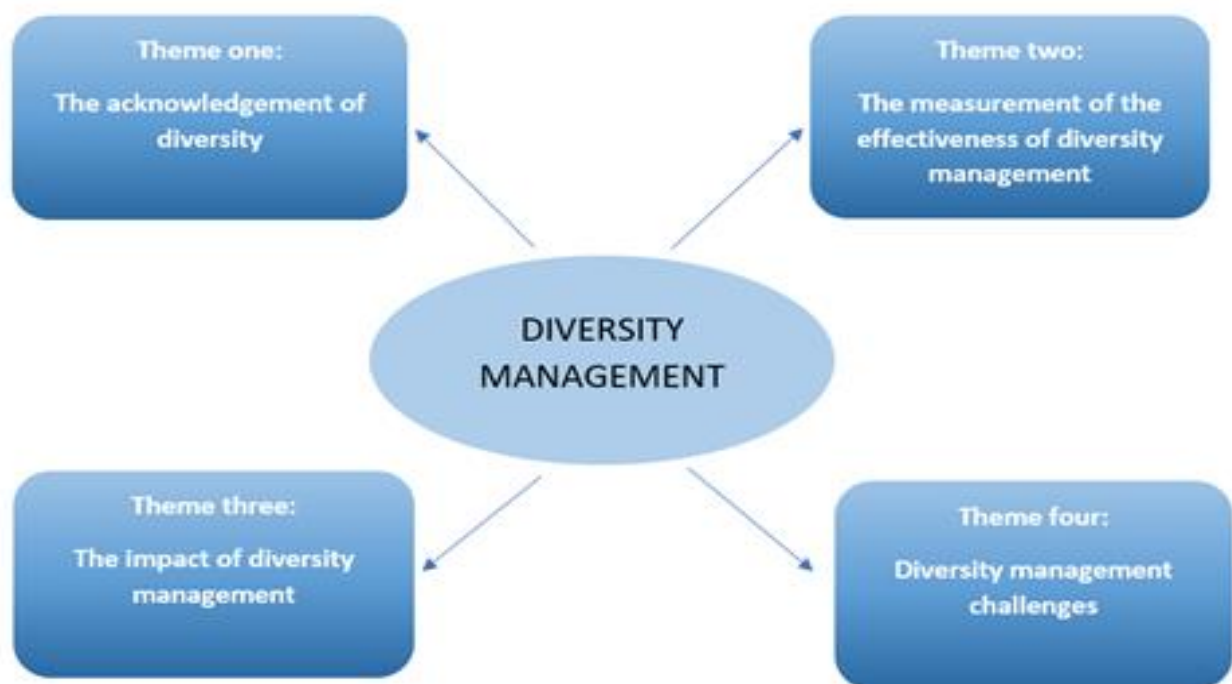 Theme one:
The acknowledgement of
diversity
Theme two:
The measurement of the
effectiveness of diversity
management
DIVERSITY
MANAGEMENT
Theme three:
The impact of diversity
management
Theme four:
Diversity management
challenges